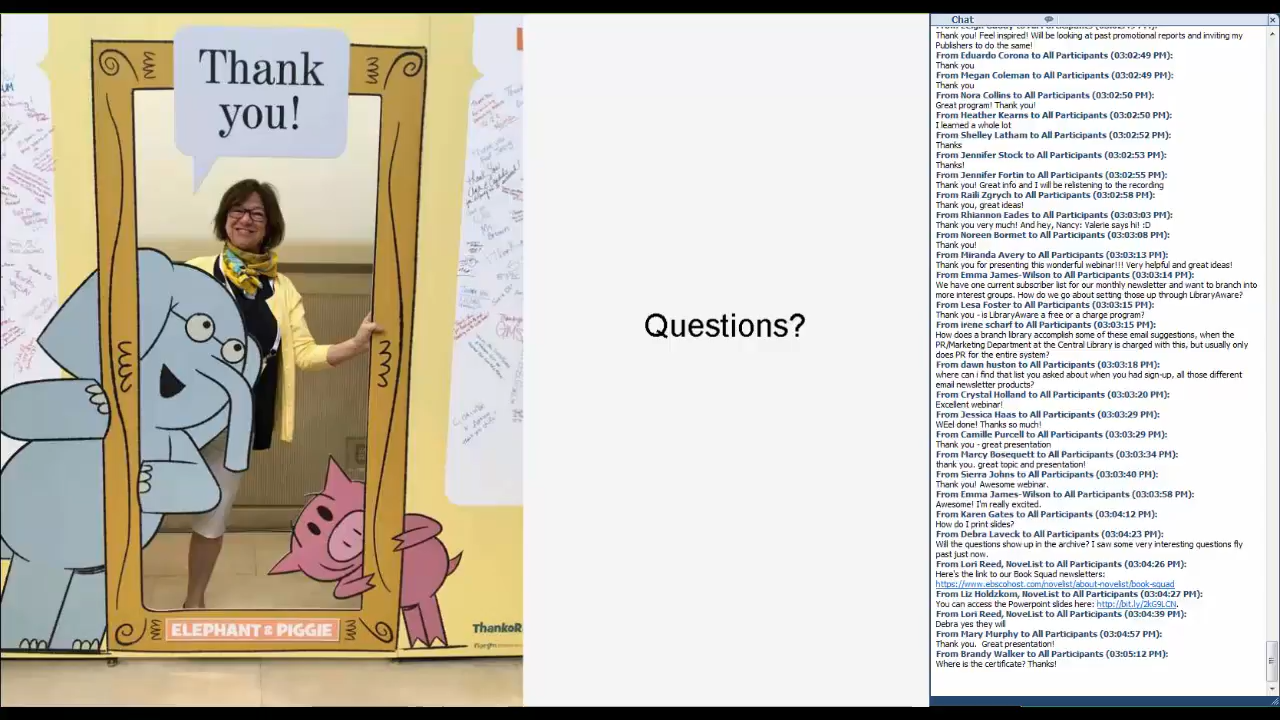 Thank
you!
ELEPHANT & PIGGIE
Questions?
Chat
Thank you! Feel inspired! Will be looking at past promotional reports and inviting my
Publishers to do the same!
From Eduardo Corona to All Participants (03:02:49 PM):
Thank you
From Megan Coleman to All Participants (03:02:49 PM):
Thank you
From Nora Collins to All Participants (03:02:50 PM):
Great program! Thank you!
From Heather Kearns to All Participants (03:02:50 PM):
I learned a whole lot
From Shelley Latham to All Participants (03:02:52 PM):
Thanks
From Jennifer Stock to All Participants (03:02:53 PM):
Thanks!
From Jennifer Fortin to All Participants (03:02:55 PM):
Thank you! Great info and I will be relistening to the recording
From Raili Zgrych to All Participants (03:02:58 PM):
Thank you, great ideas!
From Rhiannon Eades to All Participants (03:03:03 PM):
Thank you very much! And hey, Nancy: Valerie says hi! :D
From Noreen Bormet to All Participants (03:03:08 PM):
Thank you!
From Miranda Avery to All Participants (03:03:13 PM):
Thank you for presenting this wonderful webinar!!! Very helpful and great ideas!
From Emma James-Wilson to All Participants (03:03:14 PM):
We have one current subscriber list for our monthly newsletter and want to branch into
more interest groups. How do we go about setting those up through LibraryAware?
From Lesa Foster to All Participants (03:03:15 PM):
Thank you - is LibraryAware a free or a charge program?
From irene scharf to All Participants (03:03:15 PM):
How does a branch library accomplish some of these email suggestions, when the
PR/Marketing Department at the Central Library is charged with this, but usually only
does PR for the entire system?
From dawn huston to All Participants (03:03:18 PM):
where can i find that list you asked about when you had sign-up, all those different
email newsletter products?
From Crystal Holland to All Participants (03:03:20 PM):
Excellent webinar!
From Jessica Haas to All Participants (03:03:29 PM):
WEel done! Thanks so much!
From Camille Purcell to All Participants (03:03:29 PM):
Thank you - great presentation
From Marcy Bosequett to All Participants (03:03:34 PM):
thank you. great topic and presentation!
From Sierra Johns to All Participants (03:03:40 PM):
Thank you! Awesome webinar.
From Emma James-Wilson to All Participants (03:03:58 PM):
Awesome! I'm really excited.
From Karen Gates to All Participants (03:04:12 PM):
How do I print slides?
From Debra Laveck to All Participants (03:04:23 PM):
Will the questions show up in the archive? I saw some very interesting questions fly
past just now.
From Lori Reed, NoveList to All Participants (03:04:26 PM):
Here's the link to our Book Squad newsletters:
https://www.ebscohost.com/novelist/about-novelist/book-squad
From Liz Holdzkom, NoveList to All Participants (03:04:27 PM):
You can access the Powerpoint slides here: http://bit.ly/2kG9LCN.
From Lori Reed, NoveList to All Participants (03:04:39 PM):
Debra yes they will
From Mary Murphy to All Participants (03:04:57 PM):
Thank you.  Great presentation!
From Brandy Walker to All Participants (03:05:12 PM):
Where is the certificate? Thanks!